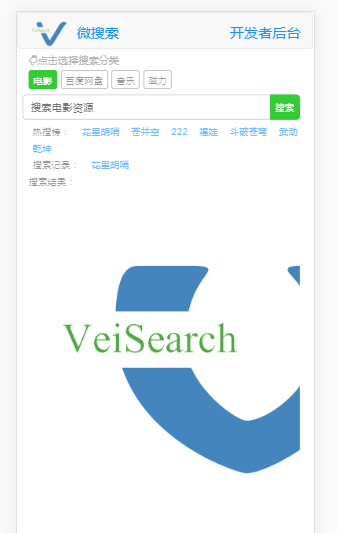 微搜索 开发者后台
点击选择搜索分类
电影 百度网盘 音乐 磁力
搜索电影资源 搜索
热搜榜： 花里胡哨 苍井空 222 福娃 斗破苍穹 武动
乾坤
搜索记录： 花里胡哨
搜索结果：
VeiSearch